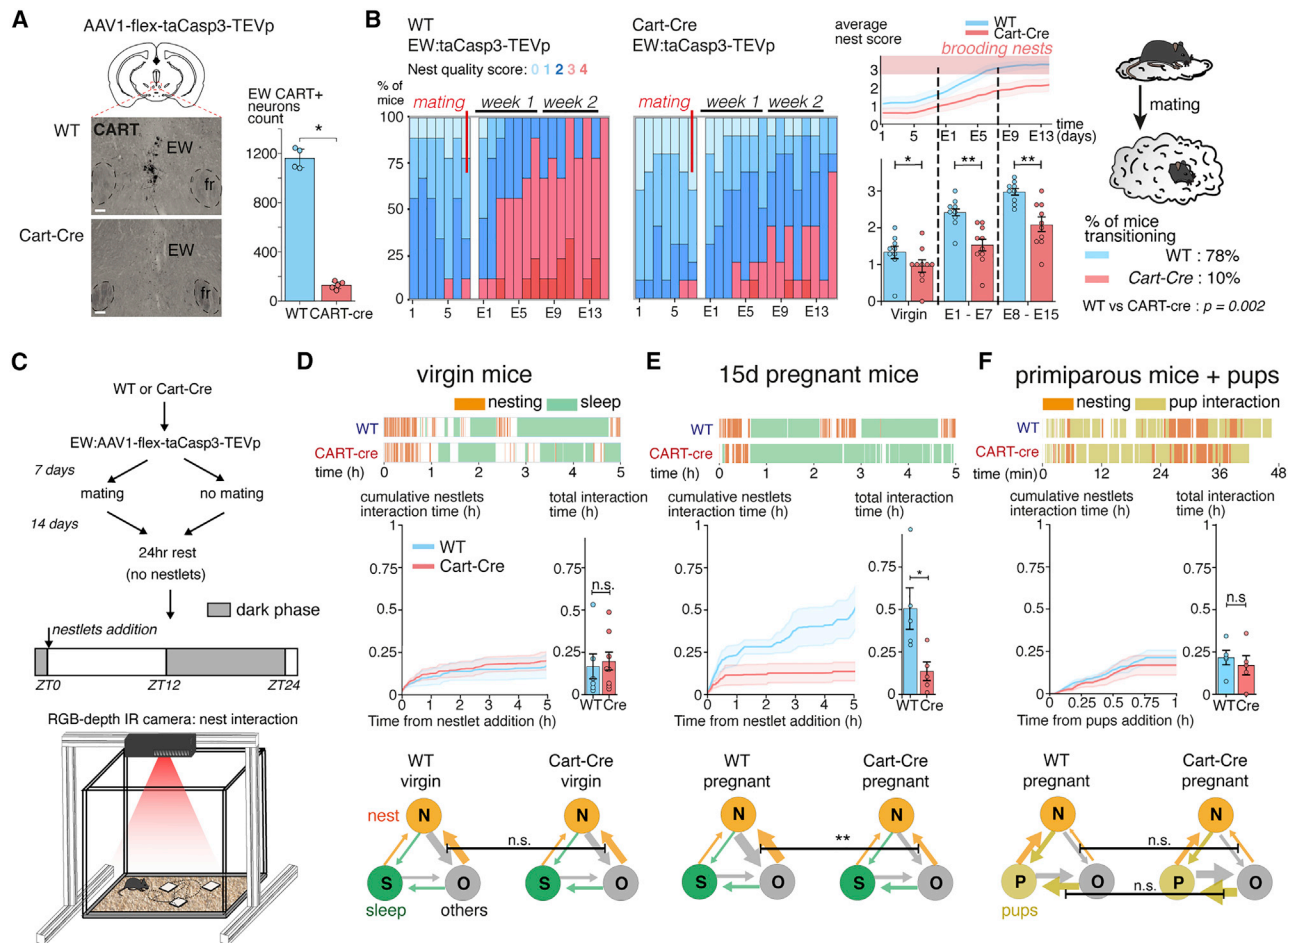 A
AAV1-flex-taCasp3-TEVp
WT
CART
EW
fr
Cart-Cre
EW
fr
EW CART+
neurons
count
*
1200
800
400
0
WT CART-cre
B
WT
EW:taCasp3-TEVp
Nest quality score: 0 1 2 3 4
% of
mice
mating
week 1
week 2
100
75
50
25
0
1
5
E1
E5
E9
E13
Cart-Cre
EW:taCasp3-TEVp
mating
week 1
week 2
100
75
50
25
0
1
5
E1
E5
E9
E13
average
nest score
WT
Cart-Cre
brooding nests
3
2
1
0
1
5
E1
E5
E9
E13
time
(days)
*
**
**
3
2
1
0
Virgin
E1 - E7
E8 - E15
mating
% of mice
transitioning
WT : 78%
Cart-Cre : 10%
WT vs CART-cre : p = 0.002
C
WT or Cart-Cre
EW:AAV1-flex-taCasp3-TEVp
7 days
mating
no mating
14 days
24hr rest
(no nestlets)
dark phase
nestlets addition
ZT0
ZT12
ZT24
RGB-depth IR camera: nest interaction
D
virgin mice
nesting
sleep
WT
CART-cre
time (h)
0
1
2
3
4
5
cumulative nestlets
interaction time (h)
total interaction
time (h)
1
0.75
0.5
0.25
0
WT
Cart-Cre
0
1
2
3
4
5
Time from nestlet addition (h)
n.s.
0.75
0.5
0.25
0
WT Cre
WT
virgin
Cart-Cre
virgin
nest
N
N
n.s.
S
O
S
O
sleep
others
E
15d pregnant mice
WT
CART-cre
time (h)
0
1
2
3
4
5
cumulative nestlets
interaction time (h)
total interaction
time (h)
1
0.75
0.5
0.25
0
0
1
2
3
4
5
Time from nestlet addition (h)
1
0.75
0.5
0.25
0
*
WT Cre
WT
pregnant
Cart-Cre
pregnant
N
N
**
S
O
S
O
F
primiparous mice + pups
nesting
pup interaction
WT
CART-cre
time (min)
0
12
24
36
48
cumulative nestlets
interaction time (h)
total interaction
time (h)
1
0.75
0.5
0.25
0
0
0.25
0.5
0.75
1
Time from pups addition (h)
1
0.75
0.5
0.25
0
n.s
WT Cre
WT
pregnant
Cart-Cre
pregnant
N
N
n.s.
P
O
P
O
n.s.
pups